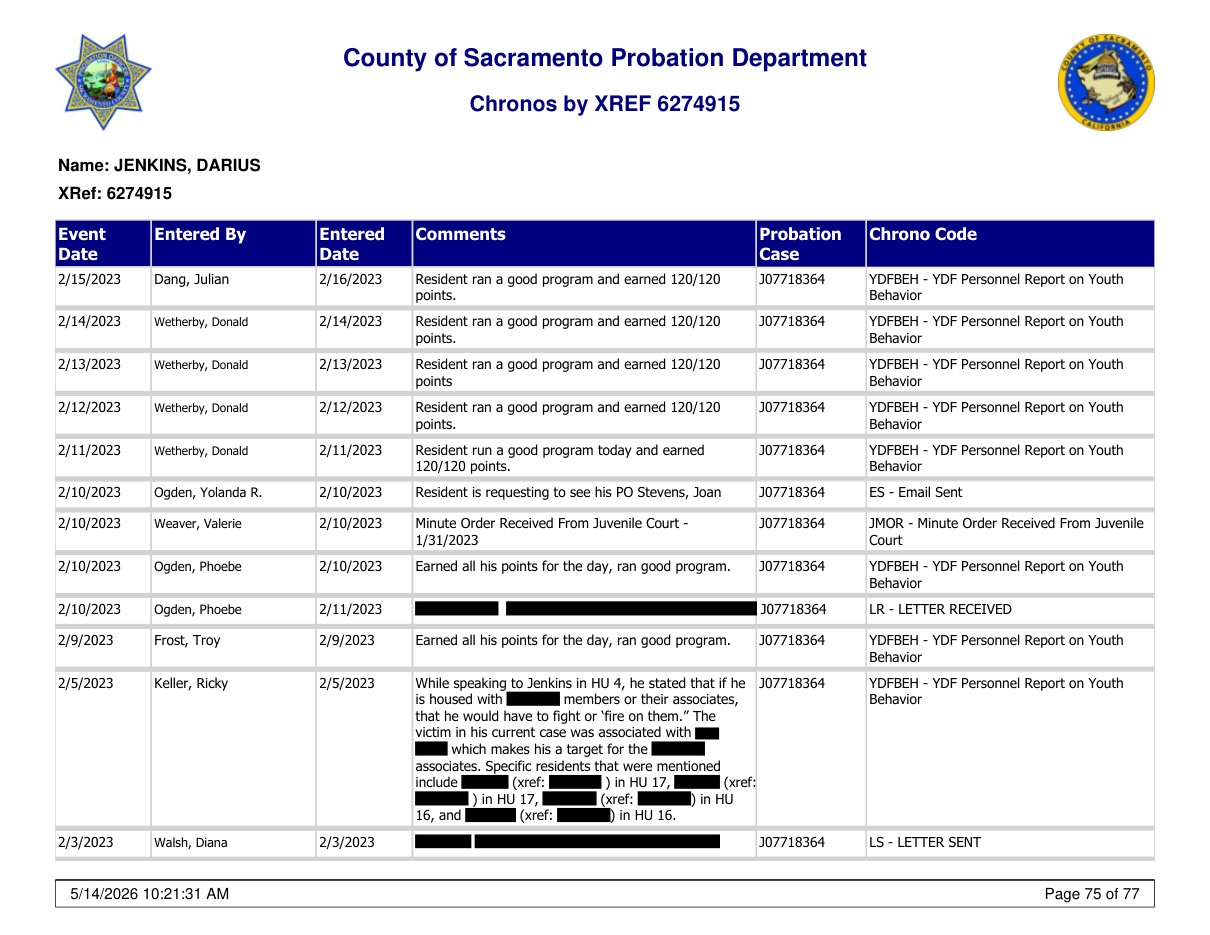 County of Sacramento Probation Department
Chronos by XREF 6274915
Name: JENKINS, DARIUS
XRef: 6274915
Event Date Entered By Entered Date Comments Probation Case Chrono Code
2/15/2023 Dang, Julian 2/16/2023 Resident ran a good program and earned 120/120 points. J07718364 YDFBEH - YDF Personnel Report on Youth Behavior
2/14/2023 Wetherby, Donald 2/14/2023 Resident ran a good program and earned 120/120 points. J07718364 YDFBEH - YDF Personnel Report on Youth Behavior
2/13/2023 Wetherby, Donald 2/13/2023 Resident ran a good program and earned 120/120 points J07718364 YDFBEH - YDF Personnel Report on Youth Behavior
2/12/2023 Wetherby, Donald 2/12/2023 Resident ran a good program and earned 120/120 points. J07718364 YDFBEH - YDF Personnel Report on Youth Behavior
2/11/2023 Wetherby, Donald 2/11/2023 Resident run a good program today and earned 120/120 points. J07718364 YDFBEH - YDF Personnel Report on Youth Behavior
2/10/2023 Ogden, Yolanda R. 2/10/2023 Resident is requesting to see his PO Stevens, Joan J07718364 ES - Email Sent
2/10/2023 Weaver, Valerie 2/10/2023 Minute Order Received From Juvenile Court - 1/31/2023 J07718364 JMOR - Minute Order Received From Juvenile Court
2/10/2023 Ogden, Phoebe 2/10/2023 Earned all his points for the day, ran good program. J07718364 YDFBEH - YDF Personnel Report on Youth Behavior
2/10/2023 Ogden, Phoebe 2/11/2023 J07718364 LR - LETTER RECEIVED
2/9/2023 Frost, Troy 2/9/2023 Earned all his points for the day, ran good program. J07718364 YDFBEH - YDF Personnel Report on Youth Behavior
2/5/2023 Keller, Ricky 2/5/2023 While speaking to Jenkins in HU 4, he stated that if he J07718364 YDFBEH - YDF Personnel Report on Youth Behavior
is housed with members or their associates,
that he would have to fight or ‘fire on them.” The
victim in his current case was associated with
which makes his a target for the
associates. Specific residents that were mentioned
include (xref: ) in HU 17, (xref:
) in HU 17, (xref: ) in HU
16, and (xref: ) in HU 16.
2/3/2023 Walsh, Diana 2/3/2023 J07718364 LS - LETTER SENT
5/14/2026 10:21:31 AM Page 75 of 77